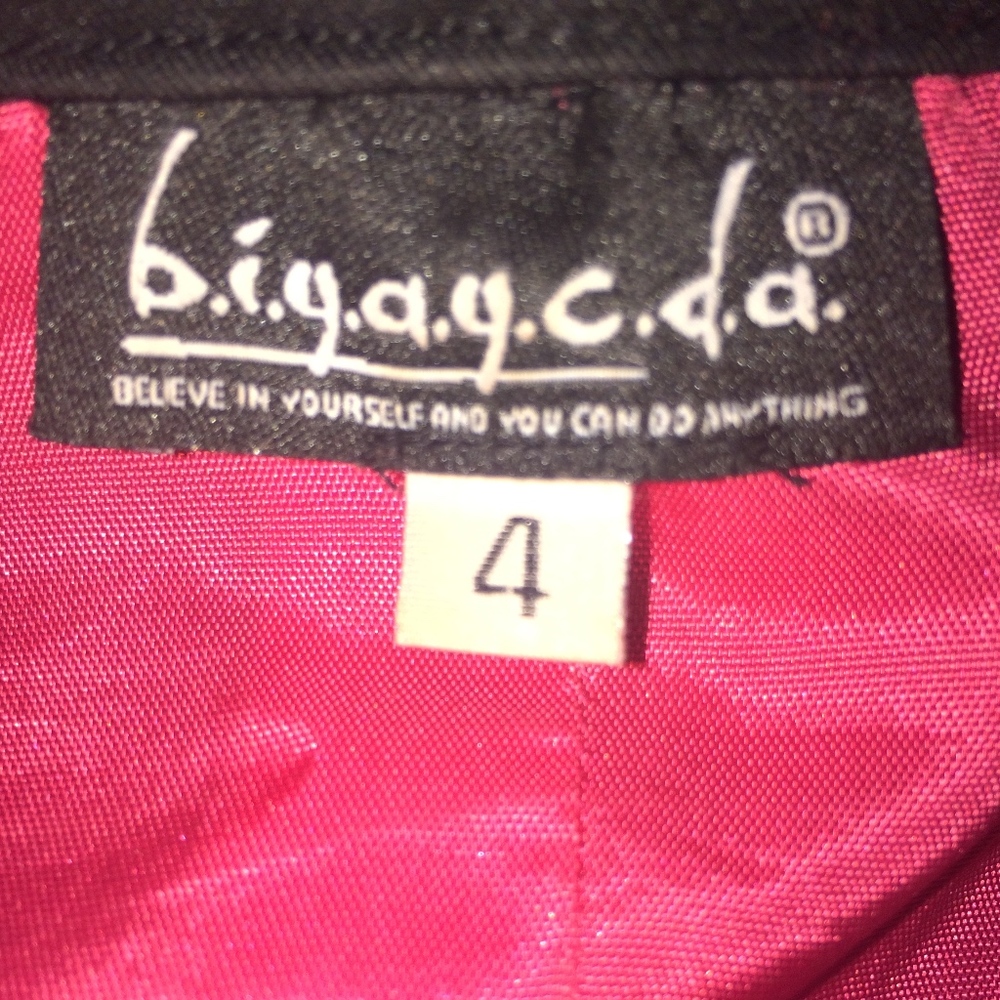 b.i.y.a.y.c.d.a.®
BELIEVE IN YOURSELF AND YOU CAN DO ANYTHING
4